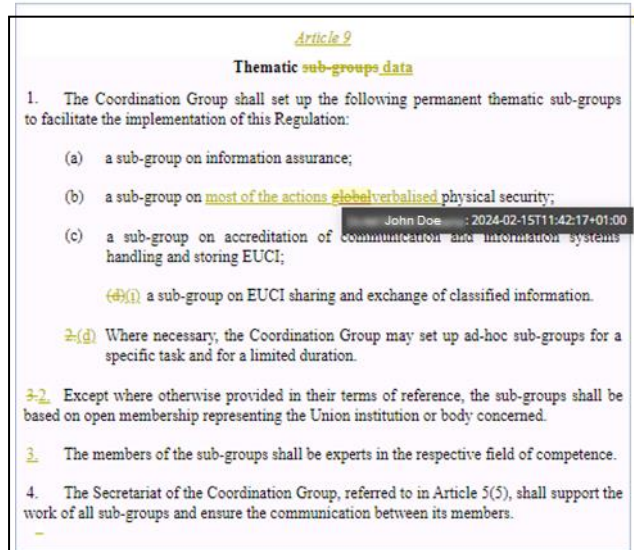 Article 9
Thematic sub-groups data
1. The Coordination Group shall set up the following permanent thematic sub-groups
to facilitate the implementation of this Regulation:
(a) a sub-group on information assurance;
(b) a sub-group on most of the actions globalverbalised physical security;
John Doe : 2024-02-15T11:42:17+01:00
(c) a sub-group on accreditation of communication and information systems
handling and storing EUCI;
(d)(i) a sub-group on EUCI sharing and exchange of classified information.
2.(d) Where necessary, the Coordination Group may set up ad-hoc sub-groups for a
specific task and for a limited duration.
3.2. Except where otherwise provided in their terms of reference, the sub-groups shall be
based on open membership representing the Union institution or body concerned.
3. The members of the sub-groups shall be experts in the respective field of competence.
4. The Secretariat of the Coordination Group, referred to in Article 5(5), shall support the
work of all sub-groups and ensure the communication between its members.